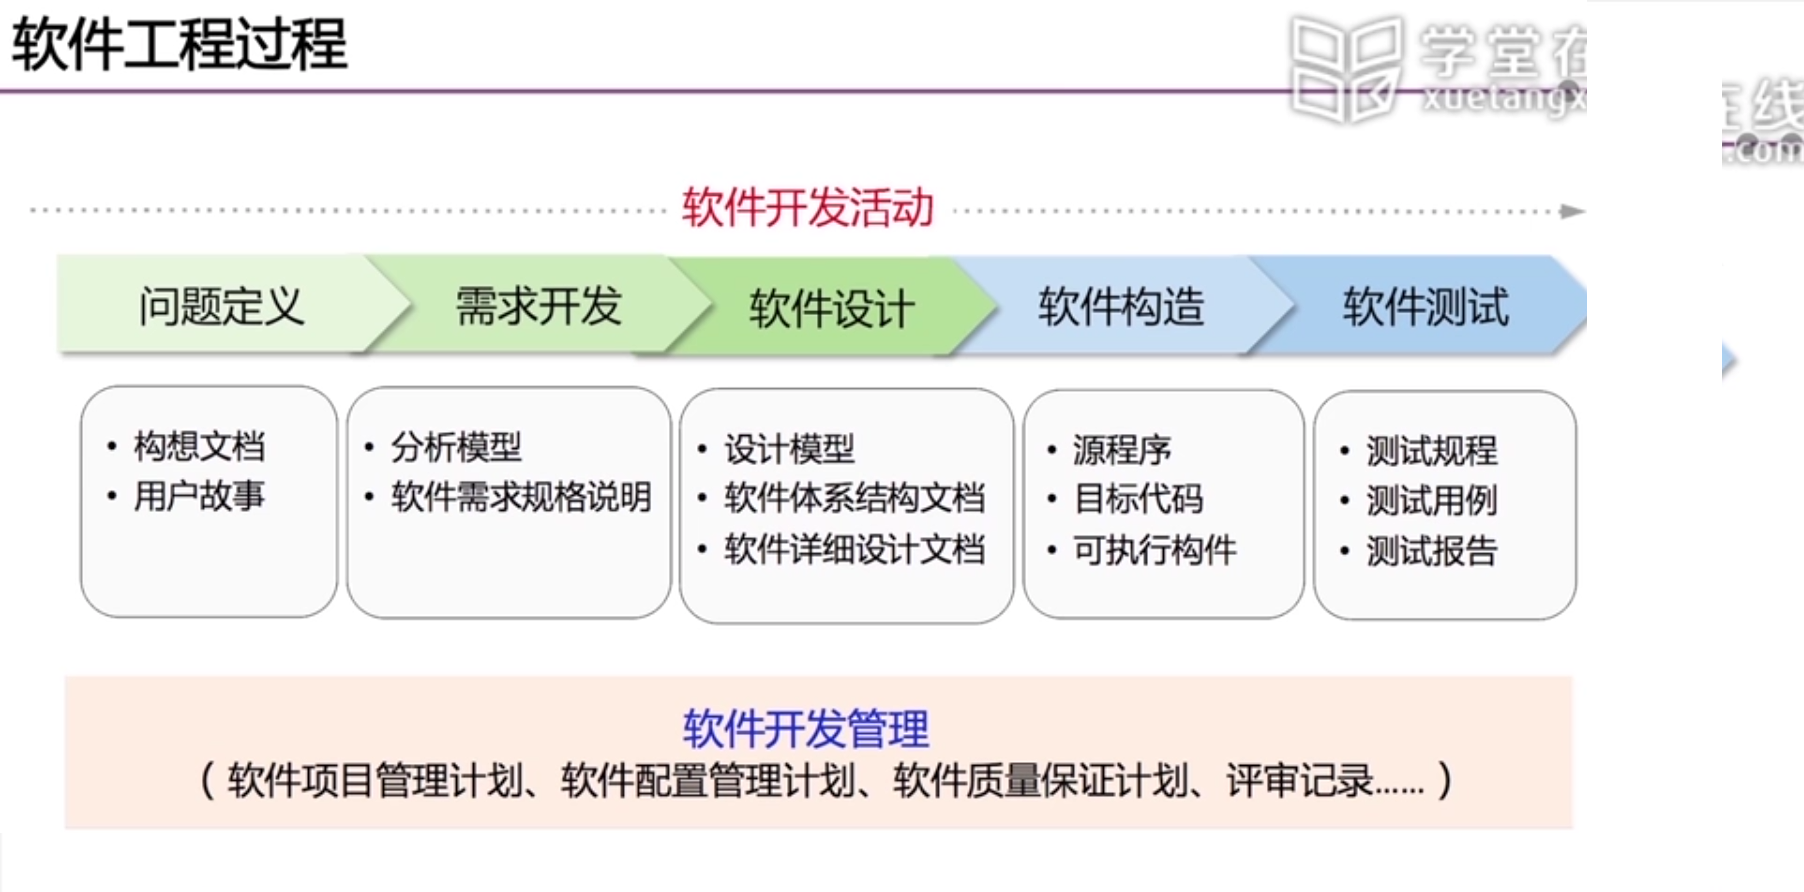 软件工程过程
学堂在
xuetangx
在线
.com
软件开发活动
问题定义
需求开发
软件设计
软件构造
软件测试
• 构想文档
• 用户故事
• 分析模型
• 软件需求规格说明
• 设计模型
• 软件体系结构文档
• 软件详细设计文档
• 源程序
• 目标代码
• 可执行构件
• 测试规程
• 测试用例
• 测试报告
软件开发管理
（软件项目管理计划、软件配置管理计划、软件质量保证计划、评审记录……）